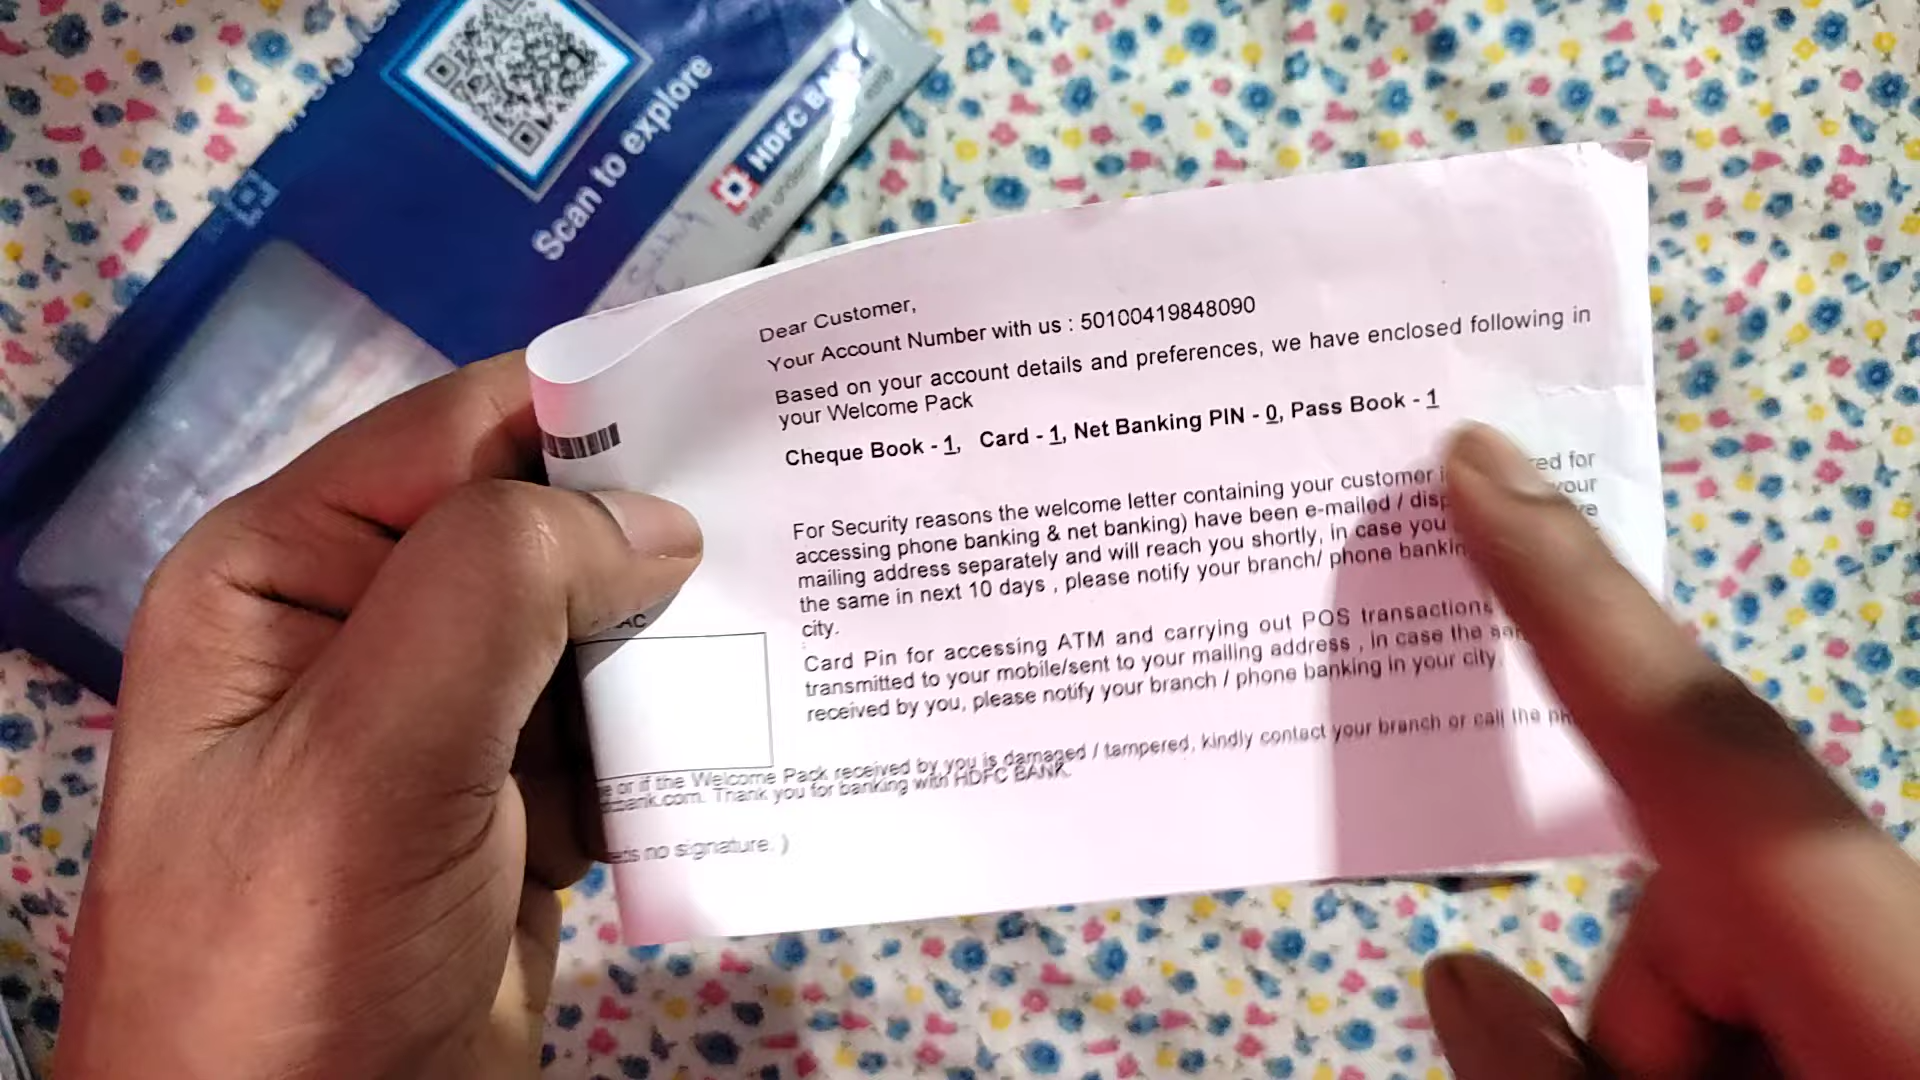 Scan to explore
HDFC BANK
Dear Customer,
Your Account Number with us : 50100419848090
Based on your account details and preferences, we have enclosed following in
your Welcome Pack
Cheque Book - 1, Card - 1, Net Banking PIN - 0, Pass Book - 1
For Security reasons the welcome letter containing your customer for
accessing phone banking & net banking) have been e-mailed / your
mailing address separately and will reach you shortly, in case you
the same in next 10 days , please notify your branch/ phone
city.
Card Pin for accessing ATM and carrying out POS transactions
transmitted to your mobile/sent to your mailing address , in case the
received by you, please notify your branch / phone banking in your city.
or if the Welcome Pack received by you is damaged / tampered, kindly contact your branch or call the
bank.com. Thank you for banking with HDFC BANK.
no signature. )